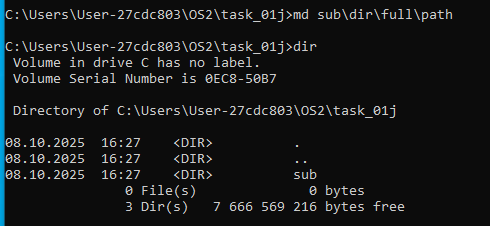 C:\Users\User-27cdc803\OS2\task_01j>md sub\dir\full\path
C:\Users\User-27cdc803\OS2\task_01j>dir
 Volume in drive C has no label.
 Volume Serial Number is 0EC8-50B7
 Directory of C:\Users\User-27cdc803\OS2\task_01j
08.10.2025  16:27    <DIR>          .
08.10.2025  16:27    <DIR>          ..
08.10.2025  16:27    <DIR>          sub
               0 File(s)              0 bytes
               3 Dir(s)   7 666 569 216 bytes free